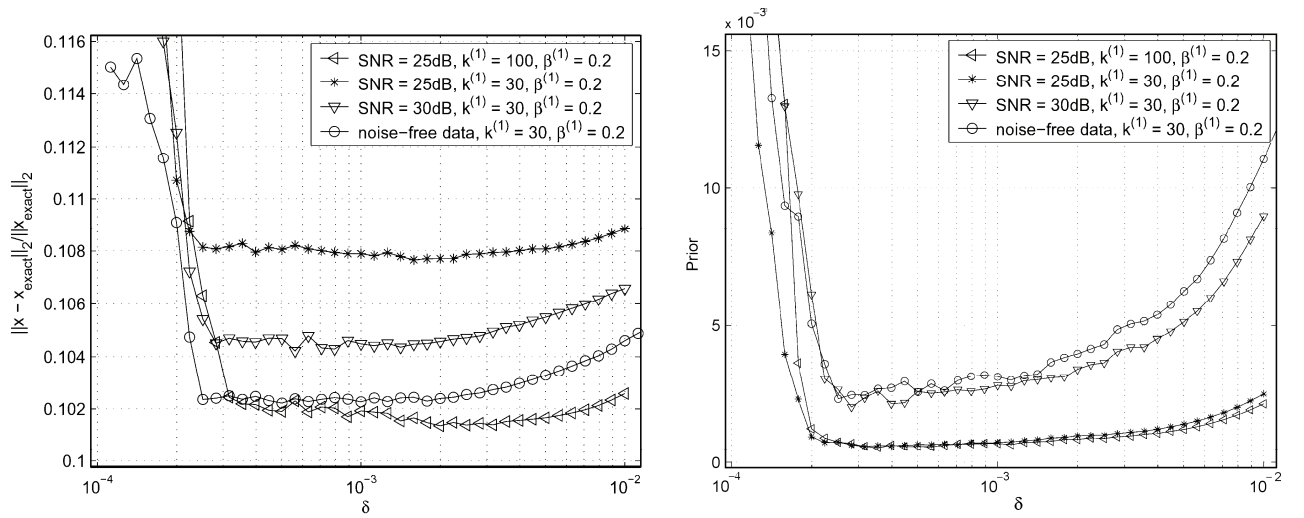 0.116
0.114
0.112
0.11
0.108
0.106
0.104
0.102
0.1
||x − x_exact||_2/||x_exact||_2
SNR = 25dB, k^(1) = 100, β^(1) = 0.2
SNR = 25dB, k^(1) = 30, β^(1) = 0.2
SNR = 30dB, k^(1) = 30, β^(1) = 0.2
noise−free data, k^(1) = 30, β^(1) = 0.2
10^−4
10^−3
10^−2
δ
x 10^−3
15
10
5
0
Prior
SNR = 25dB, k^(1) = 100, β^(1) = 0.2
SNR = 25dB, k^(1) = 30, β^(1) = 0.2
SNR = 30dB, k^(1) = 30, β^(1) = 0.2
noise−free data, k^(1) = 30, β^(1) = 0.2
10^−4
10^−3
10^−2
δ